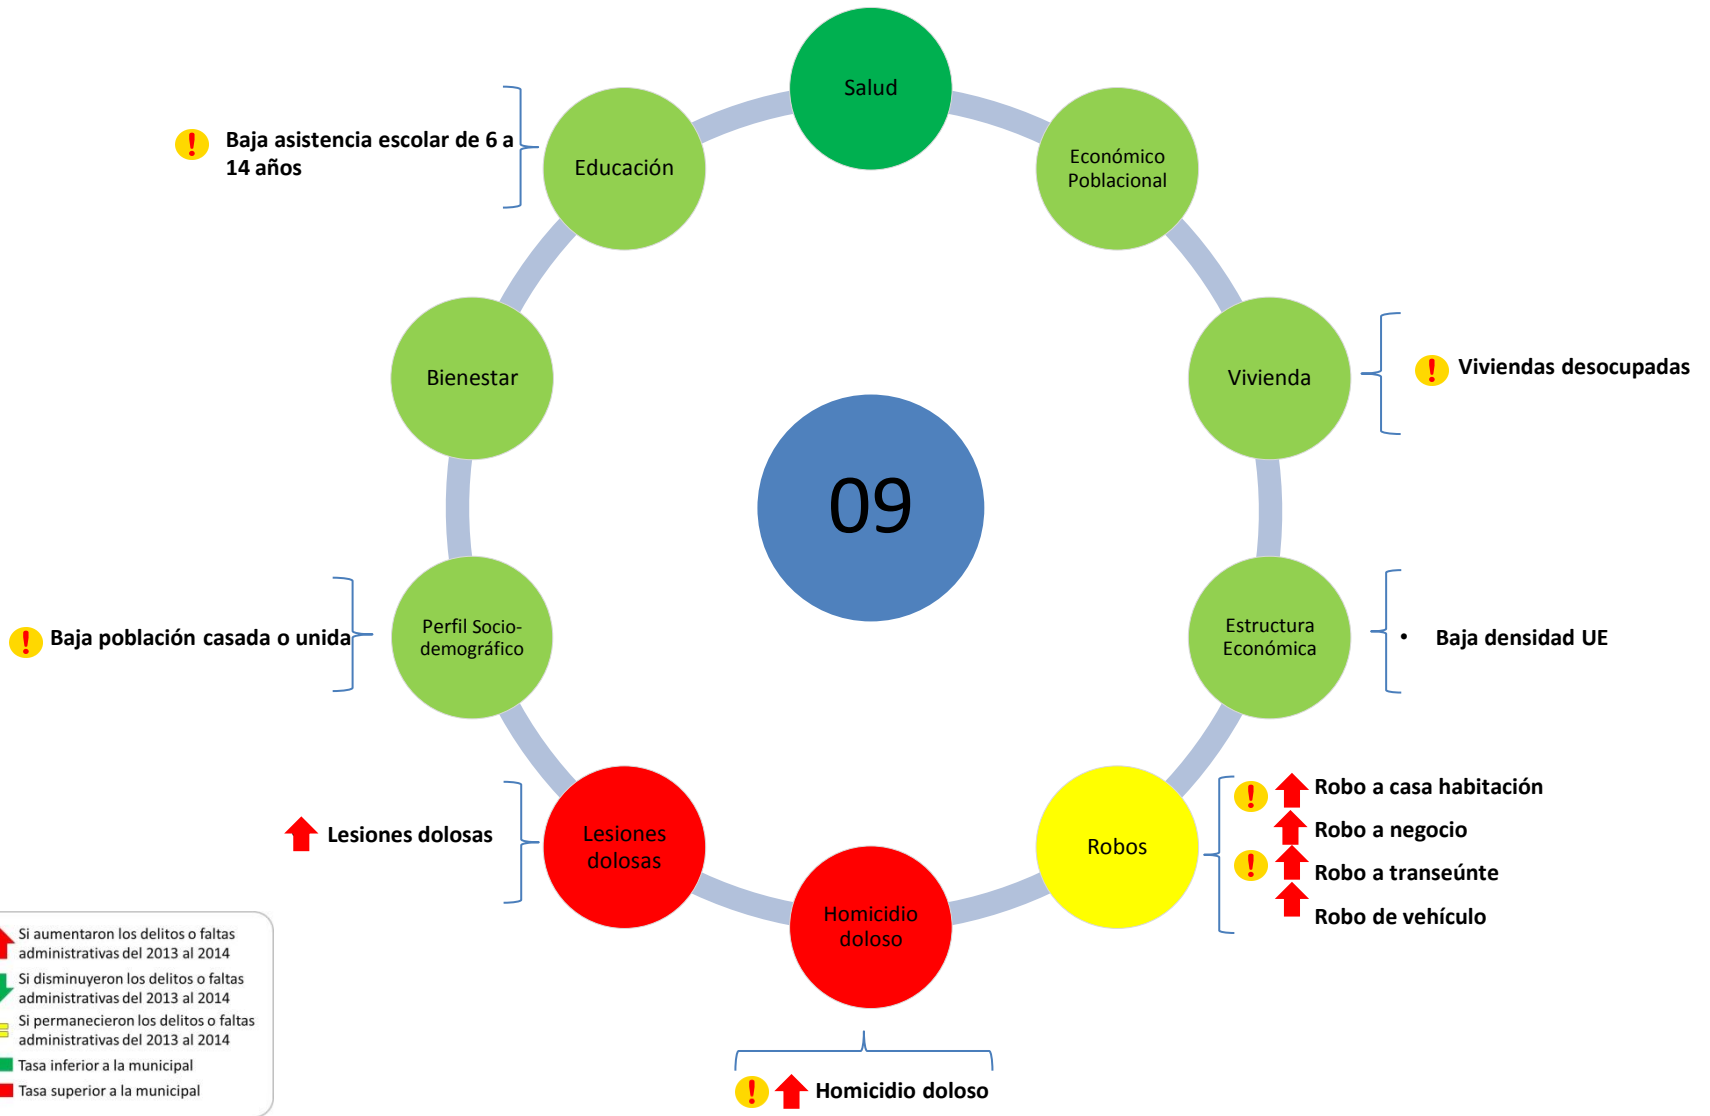 Salud
Económico
Poblacional
Educación
Baja asistencia escolar de 6 a
14 años
Bienestar
Vivienda
Viviendas desocupadas
09
Perfil Socio-
demográfico
Baja población casada o unida
Estructura
Económica
• Baja densidad UE
Lesiones
dolosas
Lesiones dolosas
Robos
Robo a casa habitación
Robo a negocio
Robo a transeúnte
Robo de vehículo
Homicidio
doloso
Homicidio doloso
Si aumentaron los delitos o faltas
administrativas del 2013 al 2014
Si disminuyeron los delitos o faltas
administrativas del 2013 al 2014
Si permanecieron los delitos o faltas
administrativas del 2013 al 2014
Tasa inferior a la municipal
Tasa superior a la municipal